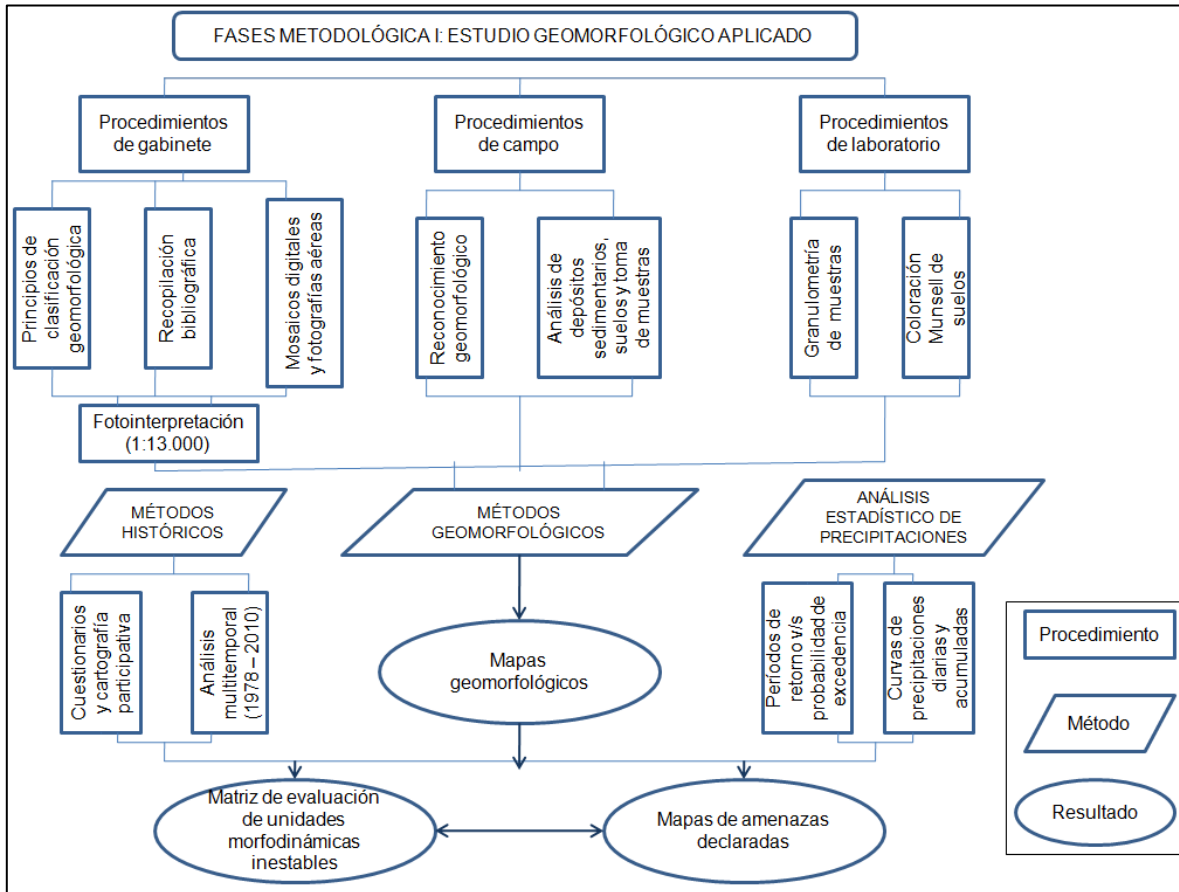 FASES METODOLÓGICA I: ESTUDIO GEOMORFOLÓGICO APLICADO
Procedimientos
de gabinete
Procedimientos
de campo
Procedimientos
de laboratorio
Principios de
clasificación
geomorfológica
Recopilación
bibliográfica
Mosaicos digitales
y fotografías aéreas
Reconocimiento
geomorfológico
Análisis de
depósitos
sedimentarios,
suelos y toma
de muestras
Granulometría
de muestras
Coloración
Munsell de
suelos
Fotointerpretación
(1:13.000)
MÉTODOS
HISTÓRICOS
MÉTODOS
GEOMORFOLÓGICOS
ANÁLISIS
ESTADÍSTICO DE
PRECIPITACIONES
Cuestionarios
y cartografía
participativa
Análisis
multitemporal
(1978 – 2010)
Mapas
geomorfológicos
Períodos de
retorno v/s
probabilidad de
excedencia
Curvas de
precipitaciones
diarias y
acumuladas
Matriz de evaluación
de unidades
morfodinámicas
inestables
Mapas de amenazas
declaradas
Procedimiento
Método
Resultado